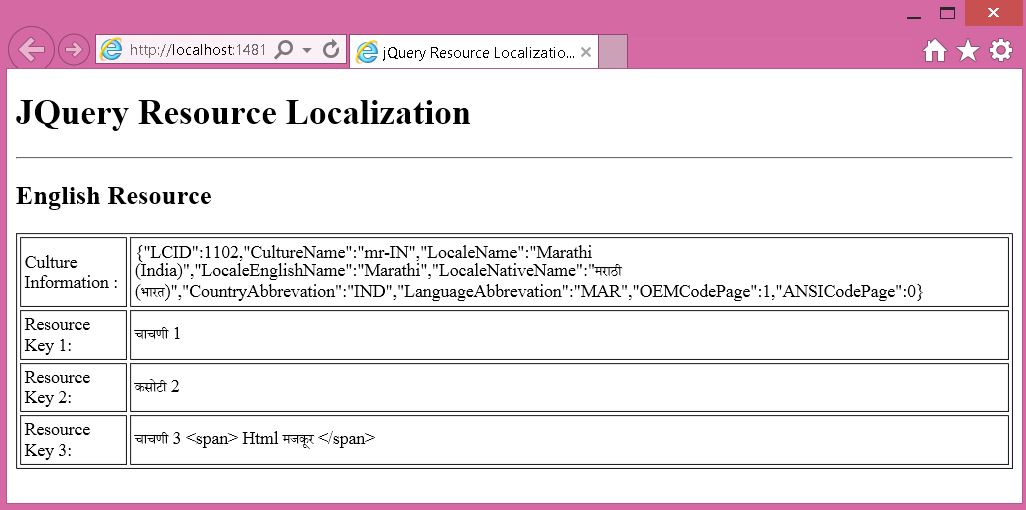 http://localhost:1481
jQuery Resource Localizatio...
JQuery Resource Localization
English Resource
Culture
Information :
{"LCID":1102,"CultureName":"mr-IN","LocaleName":"Marathi
(India)","LocaleEnglishName":"Marathi","LocaleNativeName":"मराठी
(भारत)","CountryAbbrevation":"IND","LanguageAbbrevation":"MAR","OEMCodePage":1,"ANSICodePage":0}
Resource
Key 1:
चाचणी 1
Resource
Key 2:
कसोटी 2
Resource
Key 3:
चाचणी 3 <span> Html मजकूर </span>